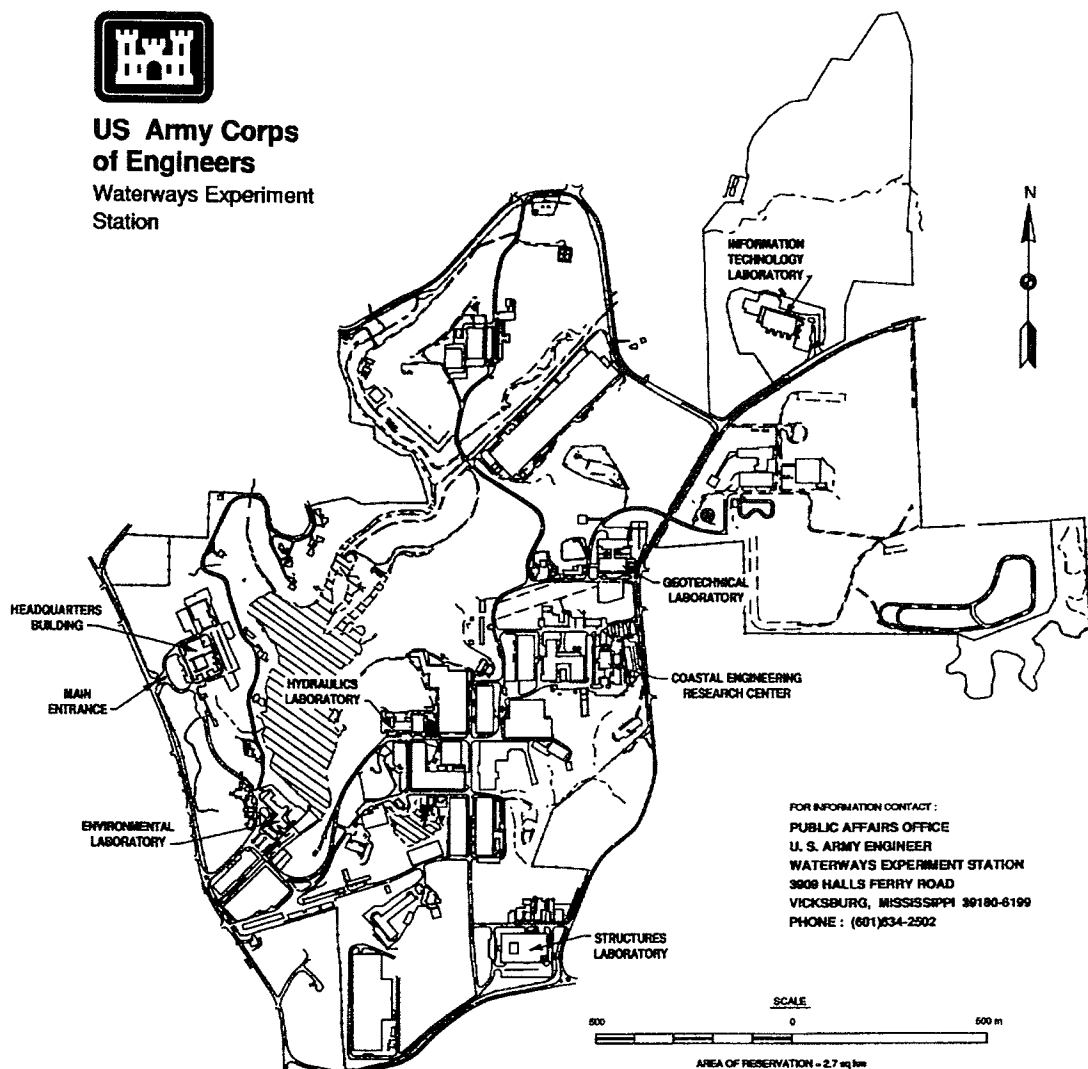 US Army Corps
of Engineers
Waterways Experiment
Station
N
INFORMATION
TECHNOLOGY
LABORATORY
GEOTECHNICAL
LABORATORY
HEADQUARTERS
BUILDING
MAIN
ENTRANCE
HYDRAULICS
LABORATORY
COASTAL ENGINEERING
RESEARCH CENTER
ENVIRONMENTAL
LABORATORY
STRUCTURES
LABORATORY
FOR INFORMATION CONTACT :
PUBLIC AFFAIRS OFFICE
U. S. ARMY ENGINEER
WATERWAYS EXPERIMENT STATION
3909 HALLS FERRY ROAD
VICKSBURG, MISSISSIPPI 39180-6199
PHONE : (601)634-2502
SCALE
500 0 500 m
AREA OF RESERVATION = 2.7 sq km